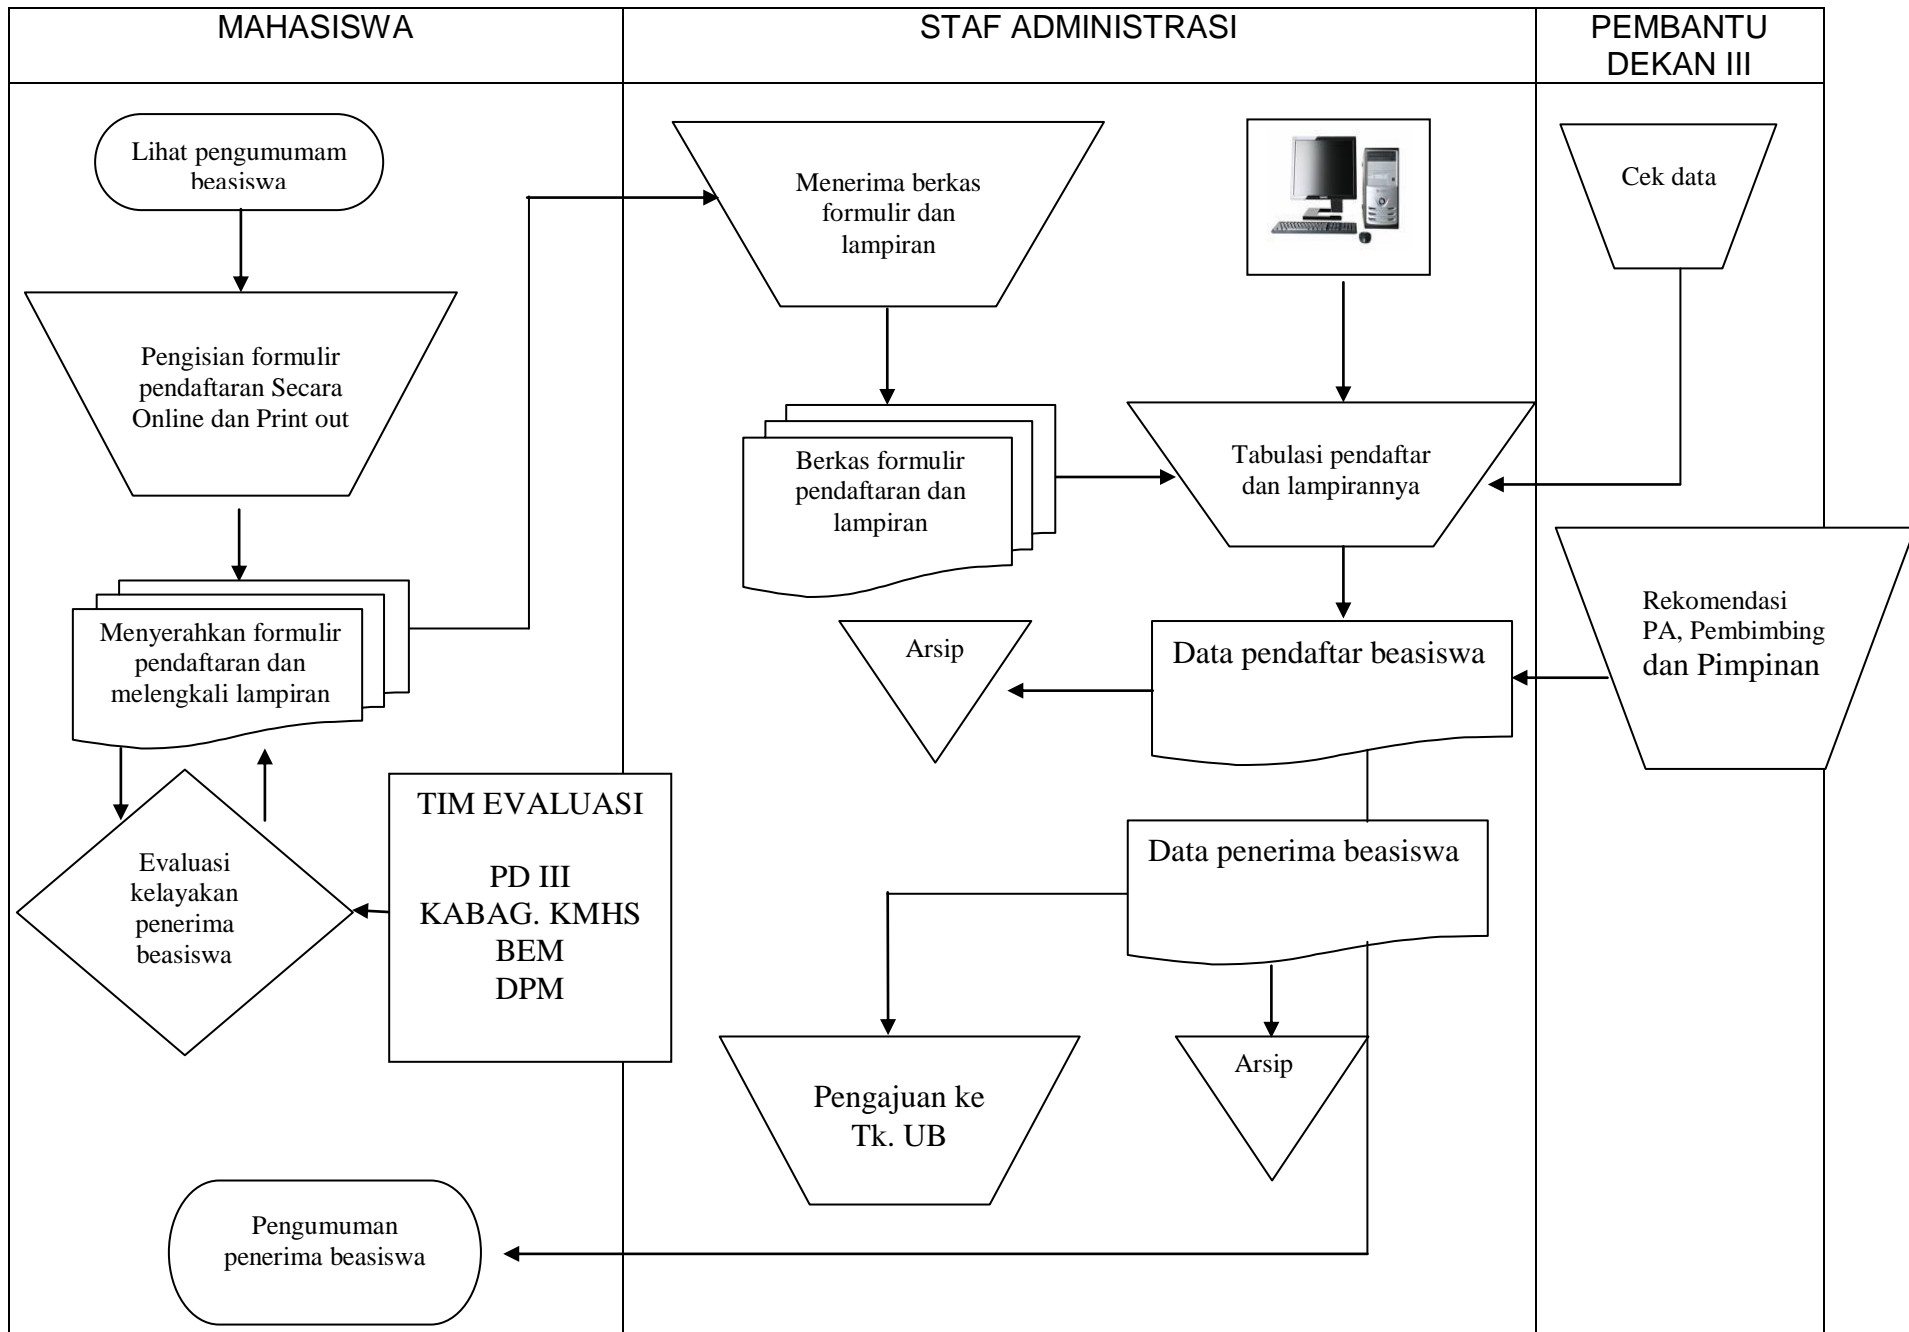 MAHASISWA
STAF ADMINISTRASI
PEMBANTU
DEKAN III
Lihat pengumumam
beasiswa
Pengisian formulir
pendaftaran Secara
Online dan Print out
Menyerahkan formulir
pendaftaran dan
melengkali lampiran
Evaluasi
kelayakan
penerima
beasiswa
TIM EVALUASI
PD III
KABAG. KMHS
BEM
DPM
Pengumuman
penerima beasiswa
Menerima berkas
formulir dan
lampiran
Berkas formulir
pendaftaran dan
lampiran
Tabulasi pendaftar
dan lampirannya
Arsip
Data pendaftar beasiswa
Data penerima beasiswa
Pengajuan ke
Tk. UB
Arsip
Cek data
Rekomendasi
PA, Pembimbing
dan Pimpinan